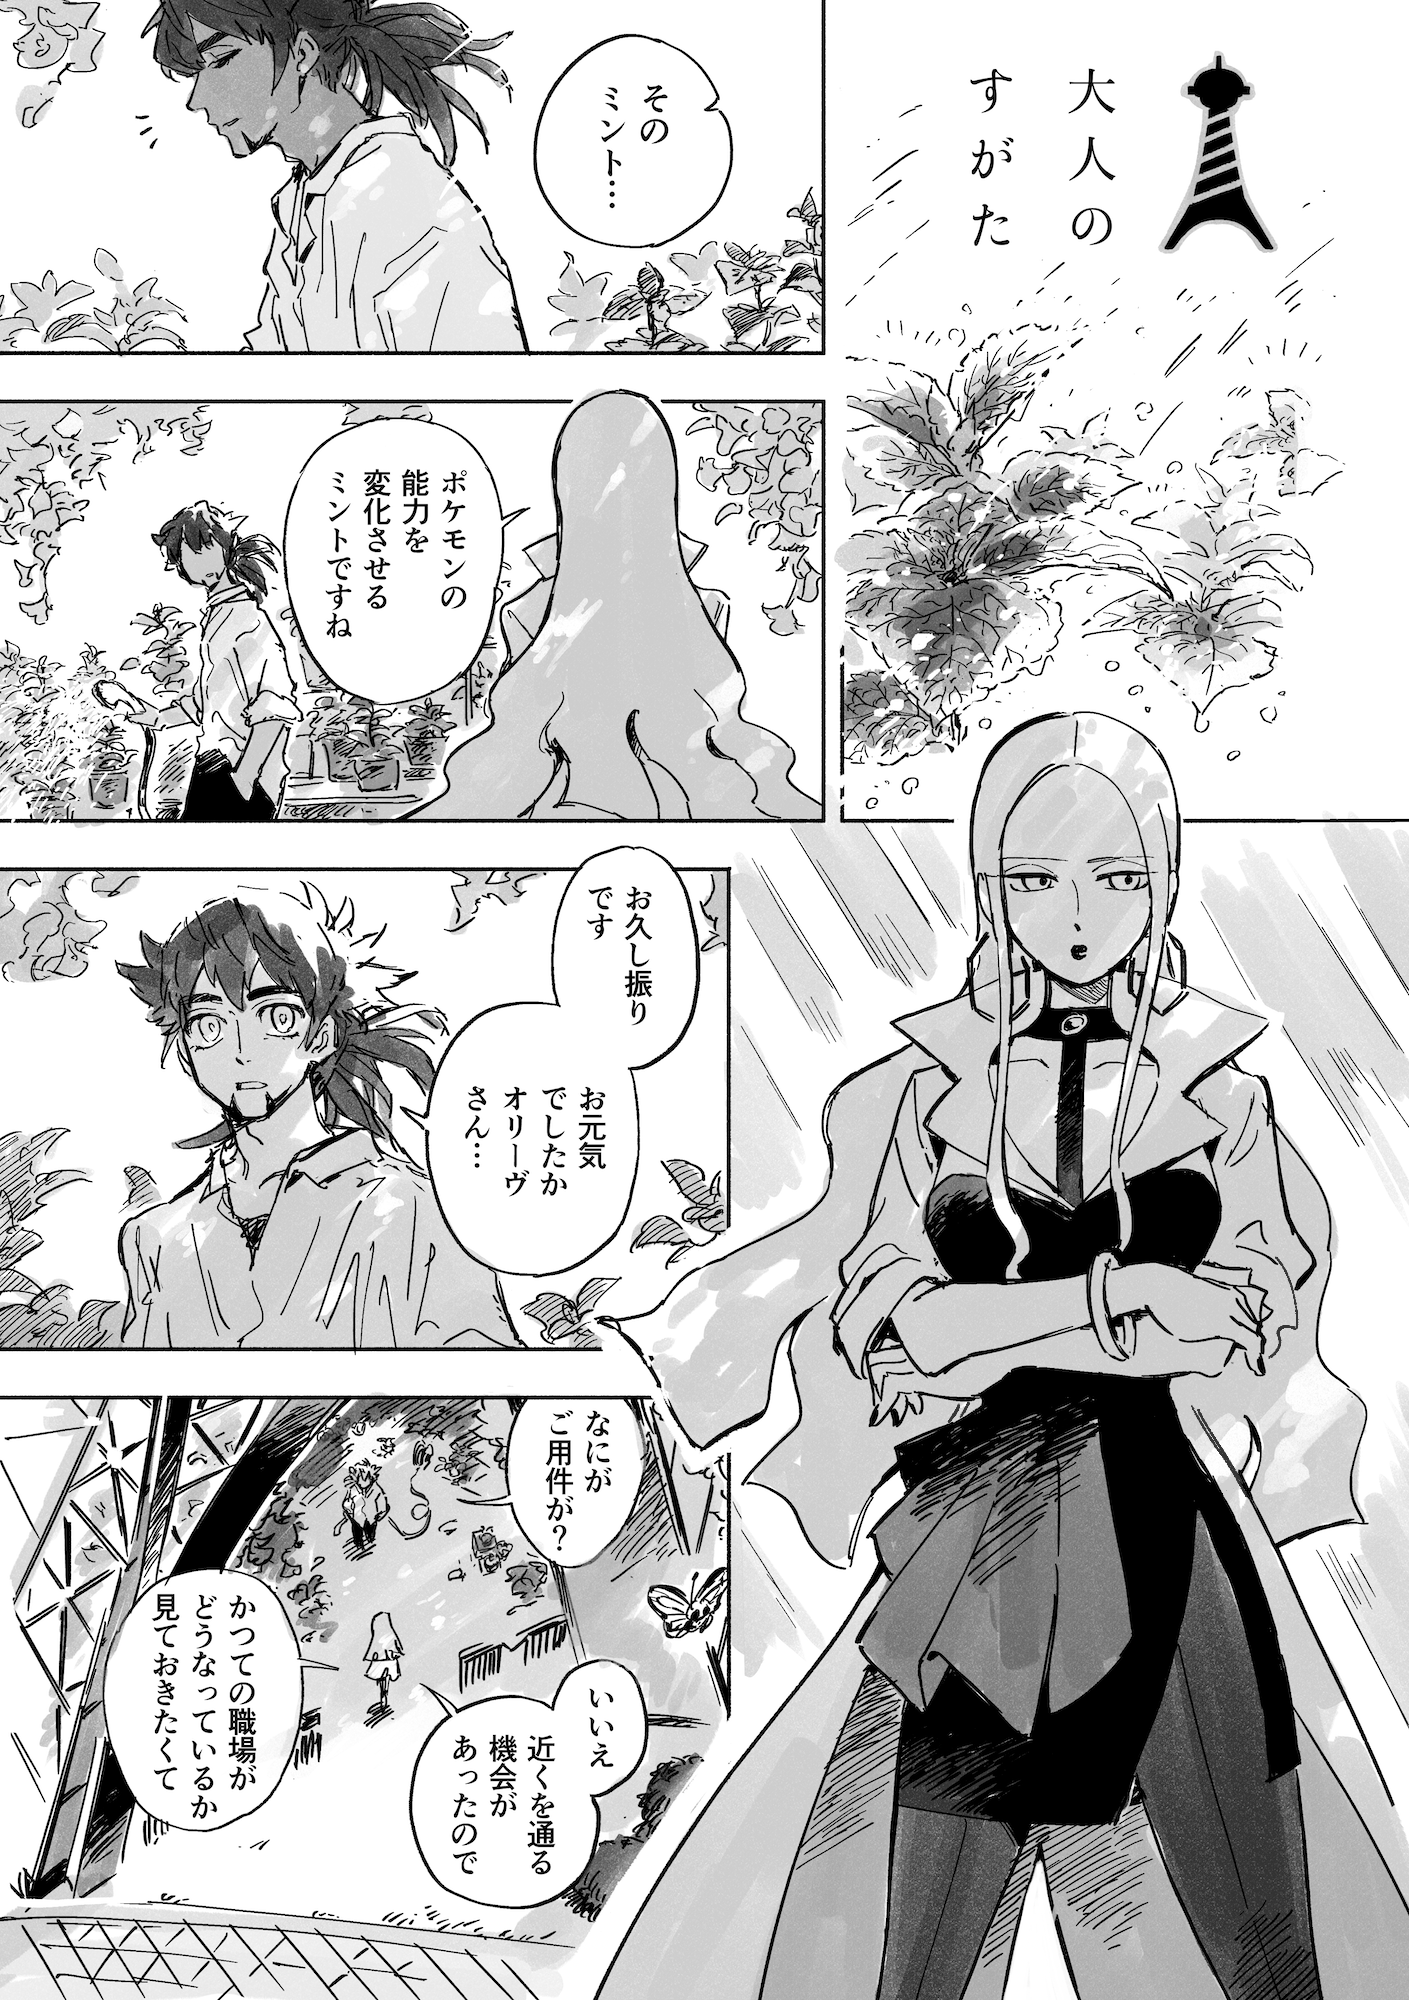 大人の
すがた
その
ミント…
ポケモンの
能力を
変化させる
ミントですね
お久し振り
です
お元気
でしたか
オリーヴ
さん…
なにが
ご用件が？
いいえ
近くを通る
機会が
あったので
かつての職場が
どうなっているか
見ておきたくて